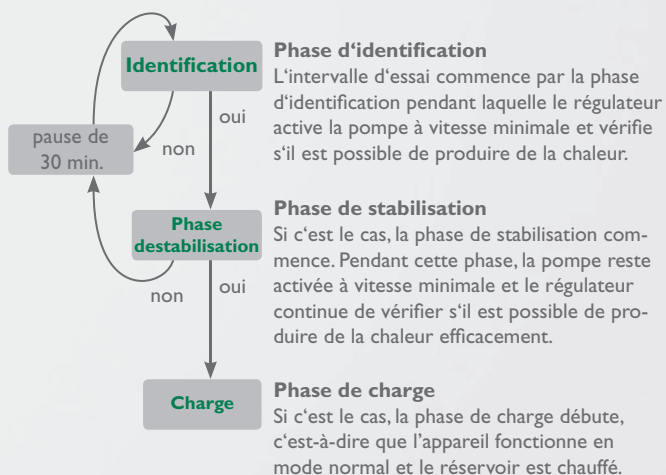 Identification
oui
non
pause de
30 min.
Phase
destabilisation
non
oui
Charge
Phase d‘identification
L‘intervalle d‘essai commence par la phase
d‘identification pendant laquelle le régulateur
active la pompe à vitesse minimale et vérifie
s‘il est possible de produire de la chaleur.
Phase de stabilisation
Si c‘est le cas, la phase de stabilisation com-
mence. Pendant cette phase, la pompe reste
activée à vitesse minimale et le régulateur
continue de vérifier s‘il est possible de pro-
duire de la chaleur efficacement.
Phase de charge
Si c‘est le cas, la phase de charge débute,
c‘est-à-dire que l’appareil fonctionne en
mode normal et le réservoir est chauffé.